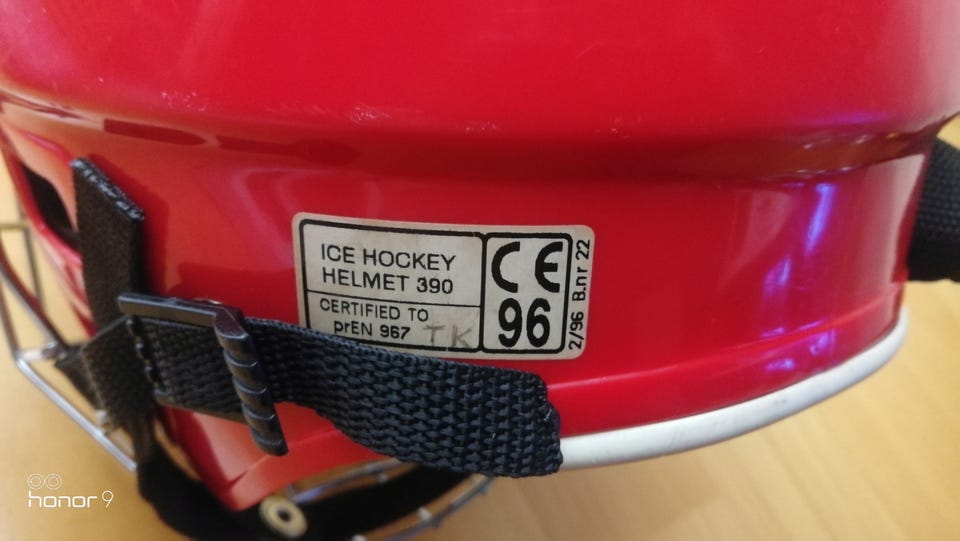 ICE HOCKEY
HELMET 390
CERTIFIED TO
prEN 967 TK
CE
96
2/96 B.nr 22
honor 9